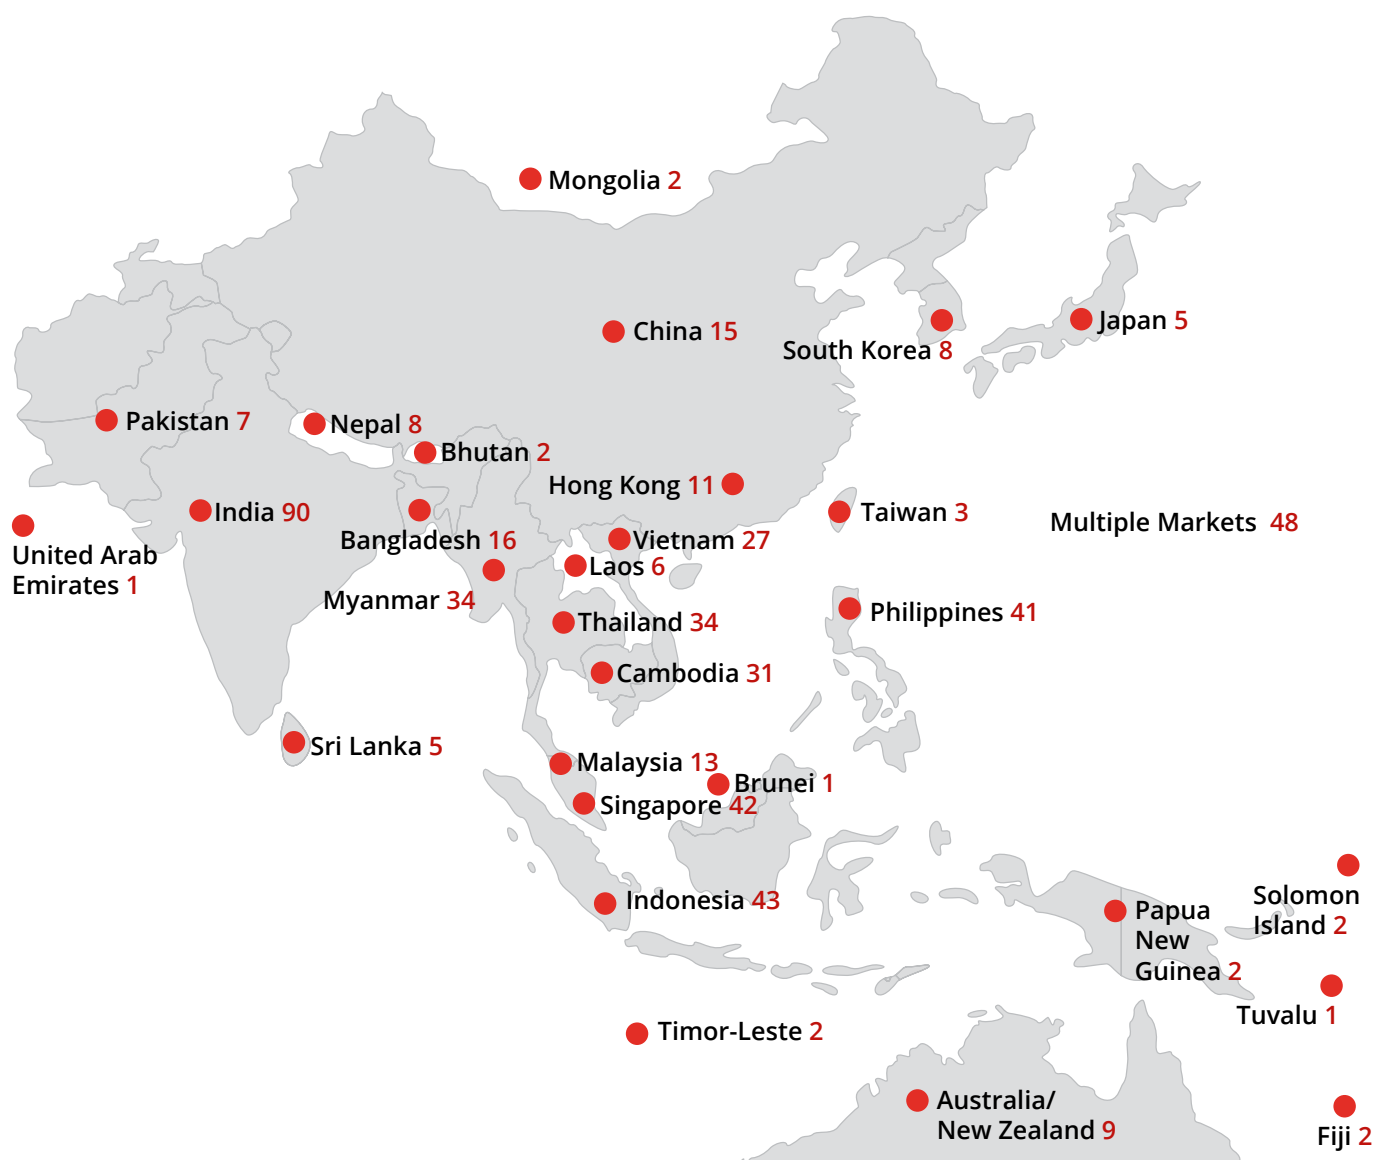 Mongolia 2
China 15
Japan 5
South Korea 8
Pakistan 7
Nepal 8
Bhutan 2
Hong Kong 11
India 90
Taiwan 3
Multiple Markets 48
Bangladesh 16
Vietnam 27
United Arab
Emirates 1
Laos 6
Myanmar 34
Philippines 41
Thailand 34
Cambodia 31
Sri Lanka 5
Malaysia 13
Brunei 1
Singapore 42
Indonesia 43
Solomon
Island 2
Papua
New
Guinea 2
Tuvalu 1
Timor-Leste 2
Australia/
New Zealand 9
Fiji 2